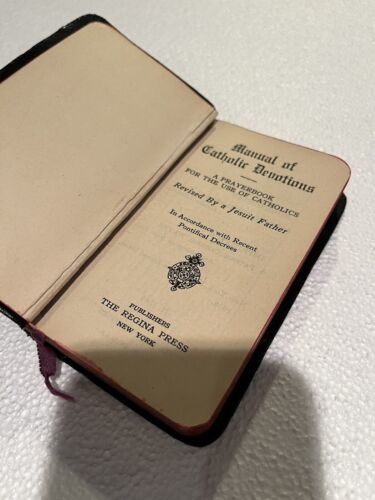 Manual of
Catholic Devotions
A PRAYERBOOK
FOR THE USE OF CATHOLICS
Revised By a Jesuit Father
In Accordance with Recent
Pontifical Decrees
PUBLISHERS
THE REGINA PRESS
NEW YORK